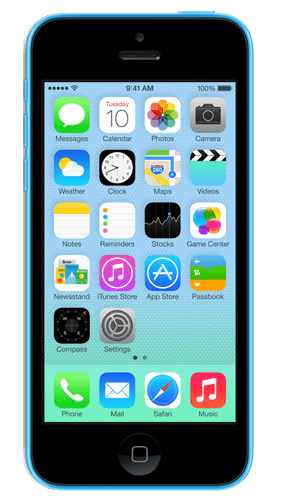 9:41 AM 100%
Tuesday
10
Messages Calendar Photos Camera
280
Weather Clock Maps Videos
Notes Reminders Stocks Game Center
Newsstand iTunes Store App Store Passbook
Compass Settings
Phone Mail Safari Music